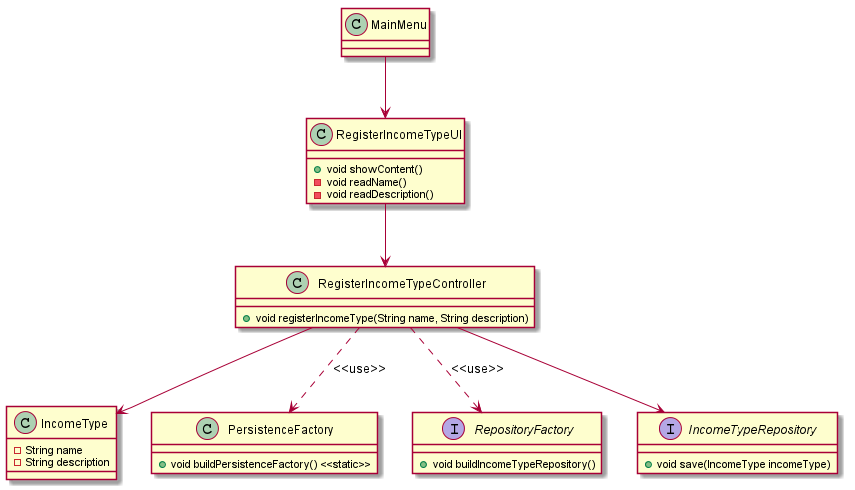 C MainMenu
C RegisterIncomeTypeUI
void showContent()
void readName()
void readDescription()
C RegisterIncomeTypeController
void registerIncomeType(String name, String description)
<<use>> <<use>>
C IncomeType
String name
String description
C PersistenceFactory
void buildPersistenceFactory() <<static>>
I RepositoryFactory
void buildIncomeTypeRepository()
I IncomeTypeRepository
void save(IncomeType incomeType)